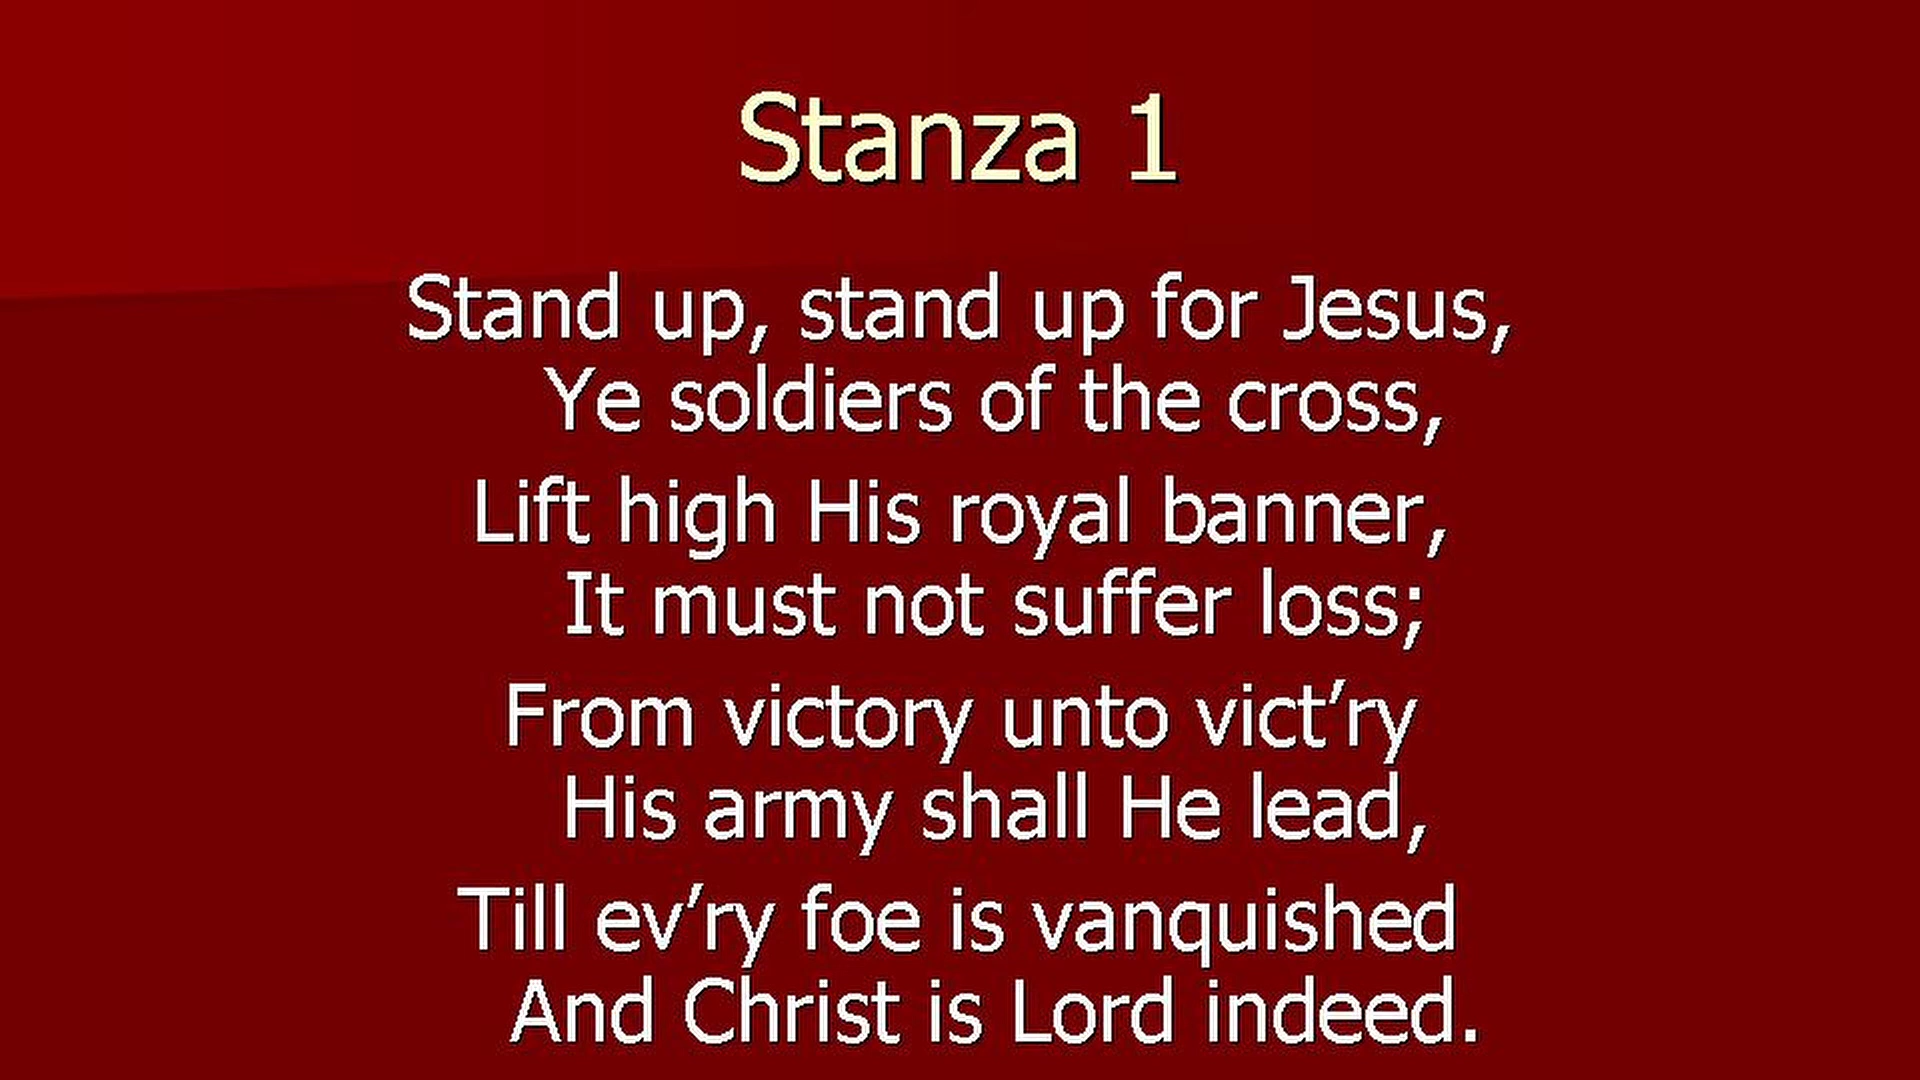 Stanza 1
Stand up, stand up for Jesus,
Ye soldiers of the cross,
Lift high His royal banner,
It must not suffer loss;
From victory unto vict’ry
His army shall He lead,
Till ev’ry foe is vanquished
And Christ is Lord indeed.